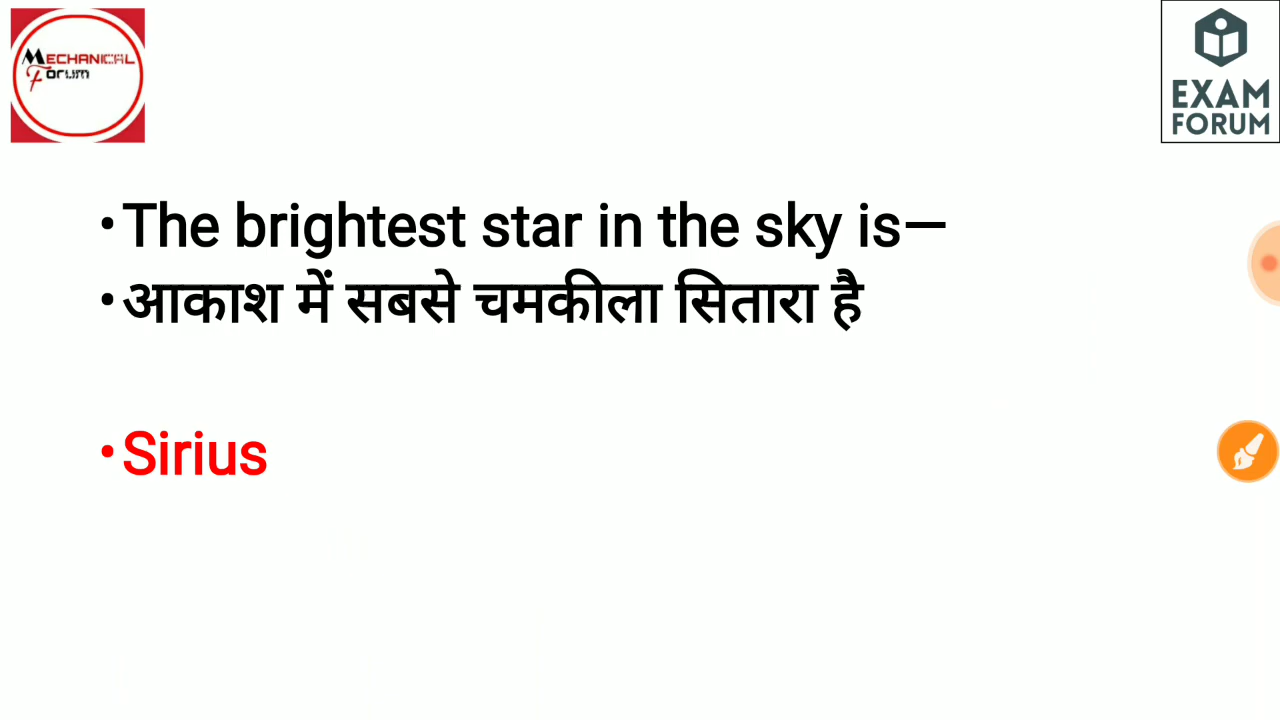 MECHANICAL
Forum
EXAM
FORUM
•The brightest star in the sky is—
•आकाश में सबसे चमकीला सितारा है
•Sirius